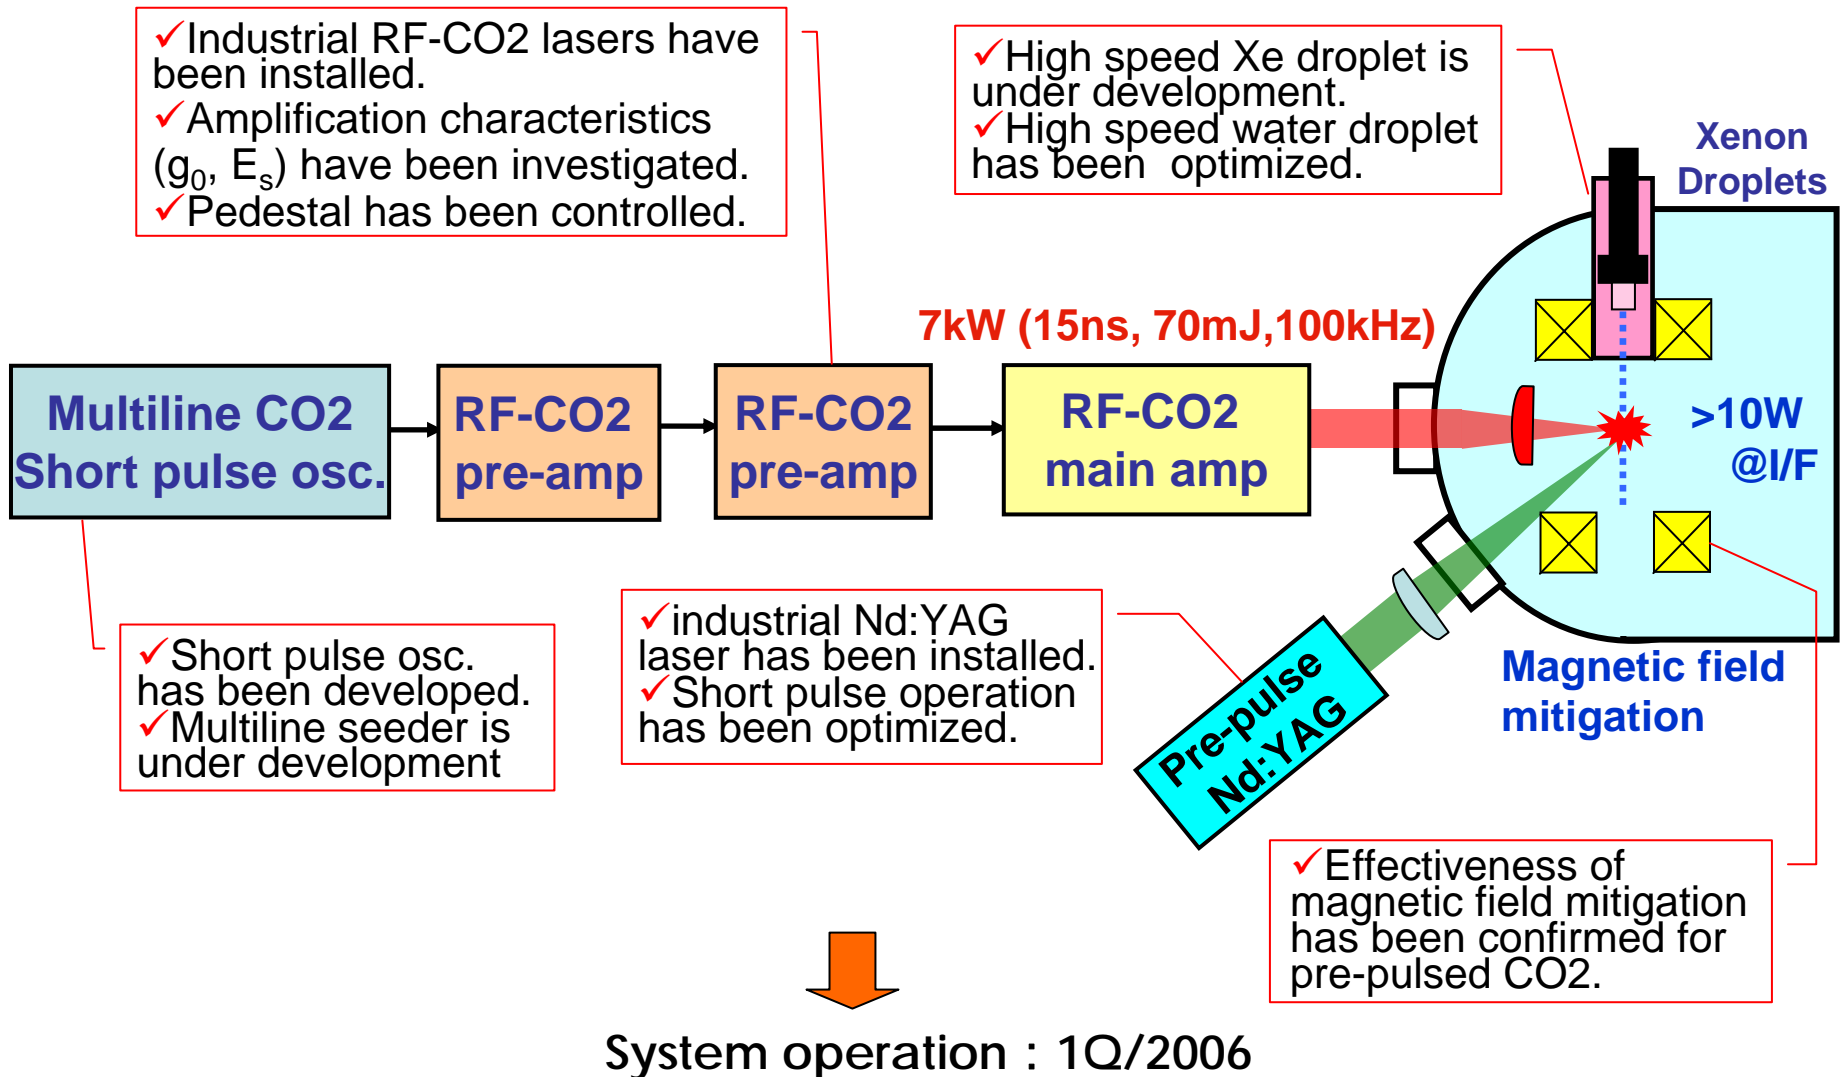 ✓Industrial RF-CO2 lasers have
been installed.
✓Amplification characteristics
(g0, Es) have been investigated.
✓Pedestal has been controlled.
✓High speed Xe droplet is
under development.
✓High speed water droplet
has been  optimized.
Xenon
Droplets
7kW (15ns, 70mJ,100kHz)
Multiline CO2
Short pulse osc.
RF-CO2
pre-amp
RF-CO2
pre-amp
RF-CO2
main amp
>10W
@I/F
✓Short pulse osc.
has been developed.
✓Multiline seeder is
under development
✓industrial Nd:YAG
laser has been installed.
✓Short pulse operation
has been optimized.
Pre-pulse
Nd:YAG
Magnetic field
mitigation
✓Effectiveness of
magnetic field mitigation
has been confirmed for
pre-pulsed CO2.
System operation : 1Q/2006